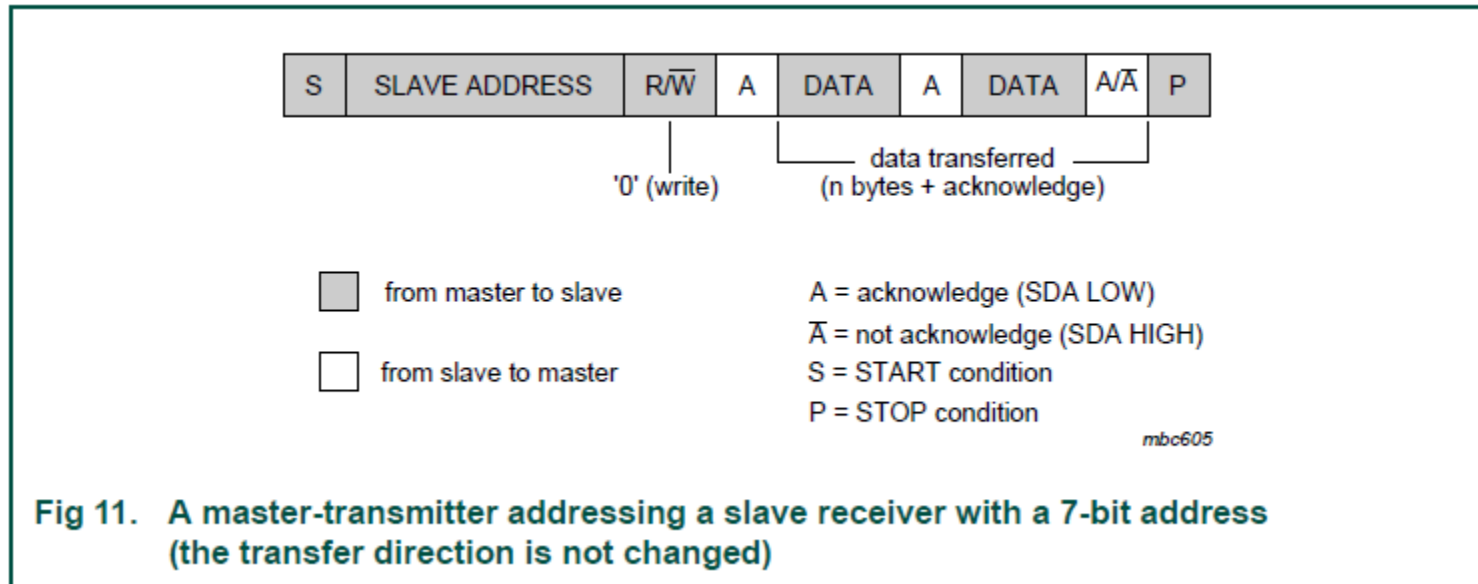 S SLAVE ADDRESS R/W̅ A DATA A DATA A/A̅ P
data transferred
'0' (write) (n bytes + acknowledge)
from master to slave
A = acknowledge (SDA LOW)
A̅ = not acknowledge (SDA HIGH)
from slave to master
S = START condition
P = STOP condition
mbc605
Fig 11. A master-transmitter addressing a slave receiver with a 7-bit address
(the transfer direction is not changed)